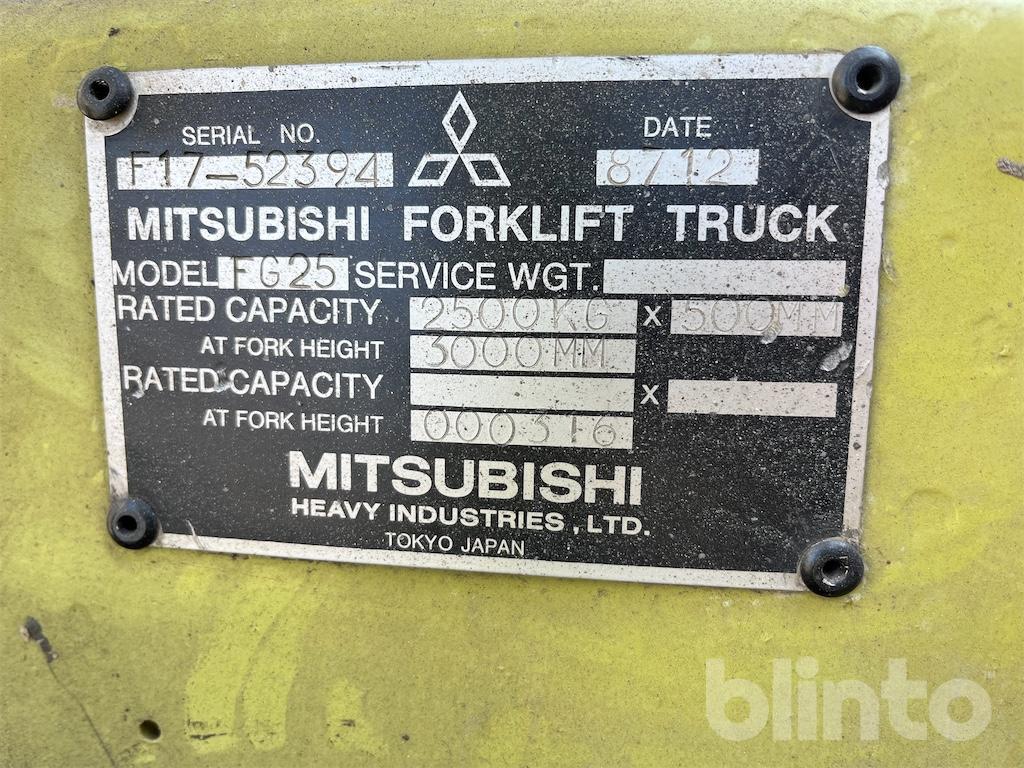 SERIAL NO. DATE
F17-52394 8712
MITSUBISHI FORKLIFT TRUCK
MODEL FG25 SERVICE WGT.
RATED CAPACITY 2500KG X 500MM
AT FORK HEIGHT 3000MM
RATED CAPACITY X
AT FORK HEIGHT 000316
MITSUBISHI
HEAVY INDUSTRIES, LTD.
TOKYO JAPAN
blinto